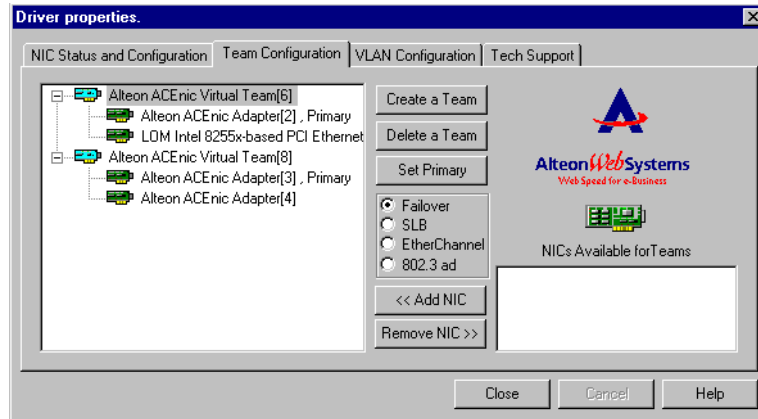 Driver properties.
NIC Status and Configuration
Team Configuration
VLAN Configuration
Tech Support
Alteon ACEnic Virtual Team[6]
Alteon ACEnic Adapter[2] , Primary
LOM Intel 8255x-based PCI Ethernet
Alteon ACEnic Virtual Team[8]
Alteon ACEnic Adapter[3] , Primary
Alteon ACEnic Adapter[4]
Create a Team
Delete a Team
Set Primary
Failover
SLB
EtherChannel
802.3 ad
<< Add NIC
Remove NIC >>
Alteon WebSystems
Web Speed for e-Business
NICs Available forTeams
Close
Cancel
Help